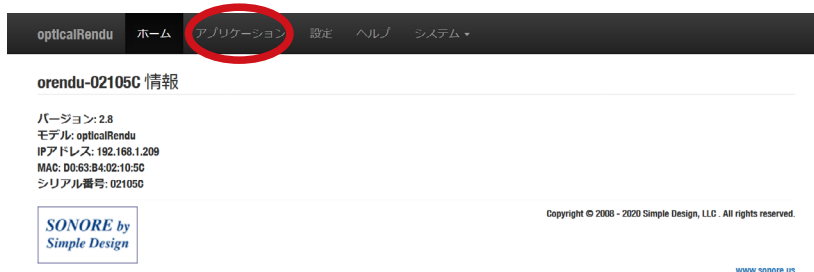 opticalRendu ホーム アプリケーション 設定 ヘルプ システム
orendu-02105C 情報
バージョン: 2.8
モデル: opticalRendu
IPアドレス: 192.168.1.209
MAC: D0:63:B4:02:10:5C
シリアル番号: 02105C
SONORE by
Simple Design
Copyright © 2008 - 2020 Simple Design, LLC . All rights reserved.
www.sonore.us